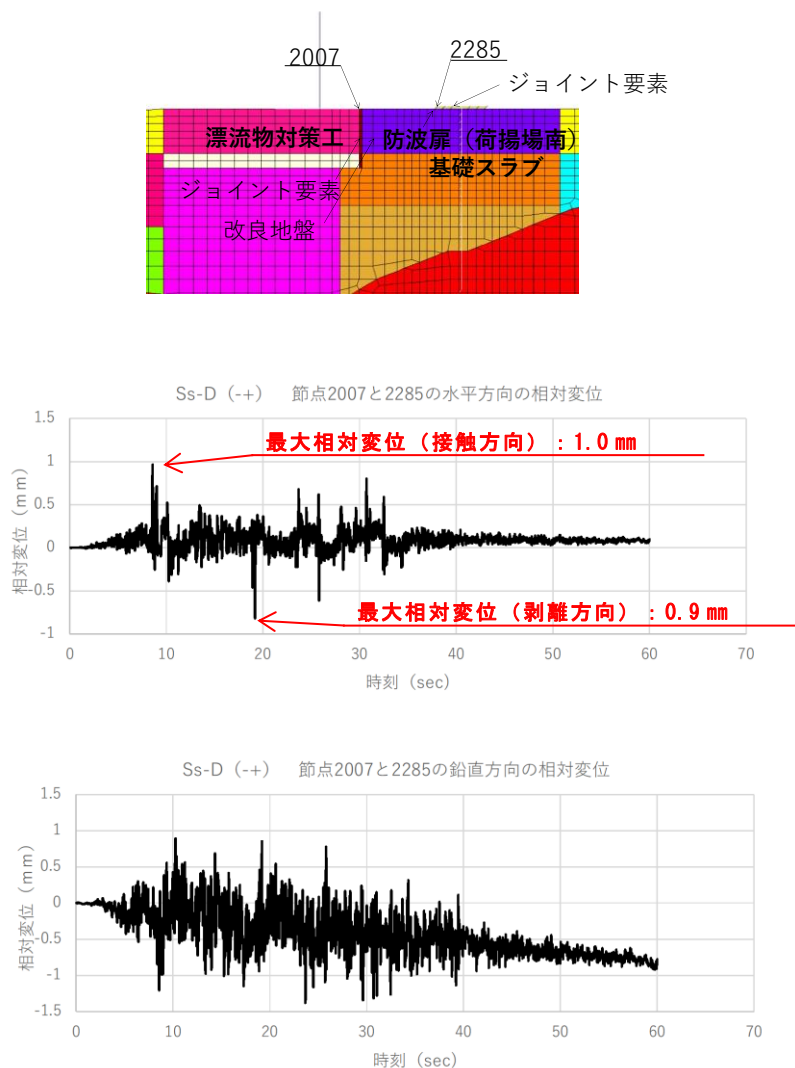 2007
2285
ジョイント要素
漂流物対策工
防波扉（荷揚場南）
基礎スラブ
ジョイント要素
改良地盤
Ss-D（-+） 節点2007と2285の水平方向の相対変位
相対変位（mm）
1.5
1
0.5
0
-0.5
-1
最大相対変位（接触方向）：1.0㎜
最大相対変位（剥離方向）：0.9㎜
0 10 20 30 40 50 60 70
時刻（sec）
Ss-D（-+） 節点2007と2285の鉛直方向の相対変位
相対変位（mm）
1.5
1
0.5
0
-0.5
-1
-1.5
0 10 20 30 40 50 60 70
時刻（sec）